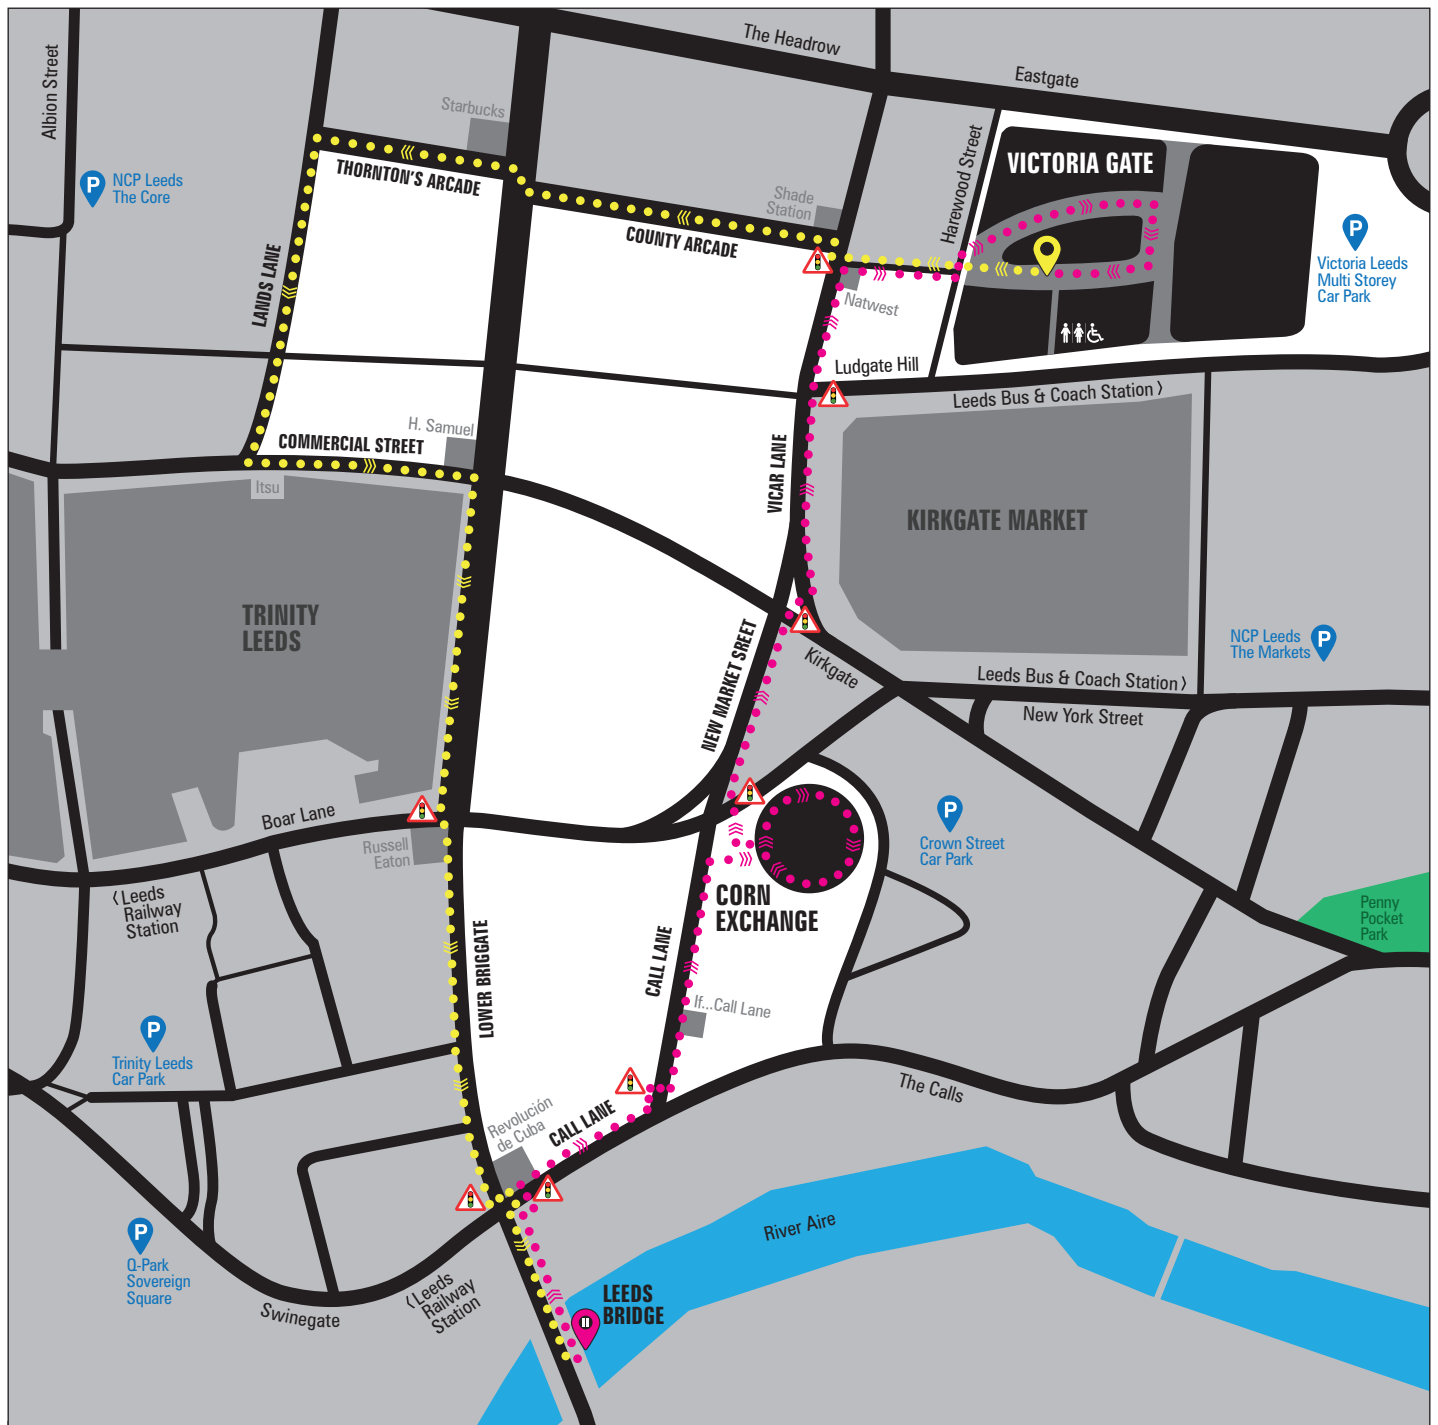 The Headrow
Eastgate
Albion Street
Starbucks
Harewood Street
VICTORIA GATE
THORNTON'S ARCADE
P
NCP Leeds
The Core
Shade
Station
COUNTY ARCADE
P
Victoria Leeds
Multi Storey
Car Park
LANDS LANE
Natwest
Ludgate Hill
Leeds Bus & Coach Station >
H. Samuel
COMMERCIAL STREET
VICAR LANE
Itsu
KIRKGATE MARKET
TRINITY
LEEDS
NEW MARKET SREET
Kirkgate
NCP Leeds
The Markets
P
Leeds Bus & Coach Station >
New York Street
Boar Lane
Russell
Eaton
P
Crown Street
Car Park
< Leeds
Railway
Station
CORN
EXCHANGE
Penny
Pocket
Park
LOWER BRIGGATE
CALL LANE
If...Call Lane
P
Trinity Leeds
Car Park
The Calls
Revolución
de Cuba
CALL LANE
P
Q-Park
Sovereign
Square
River Aire
< Leeds
Railway
Station
Swinegate
LEEDS
BRIDGE